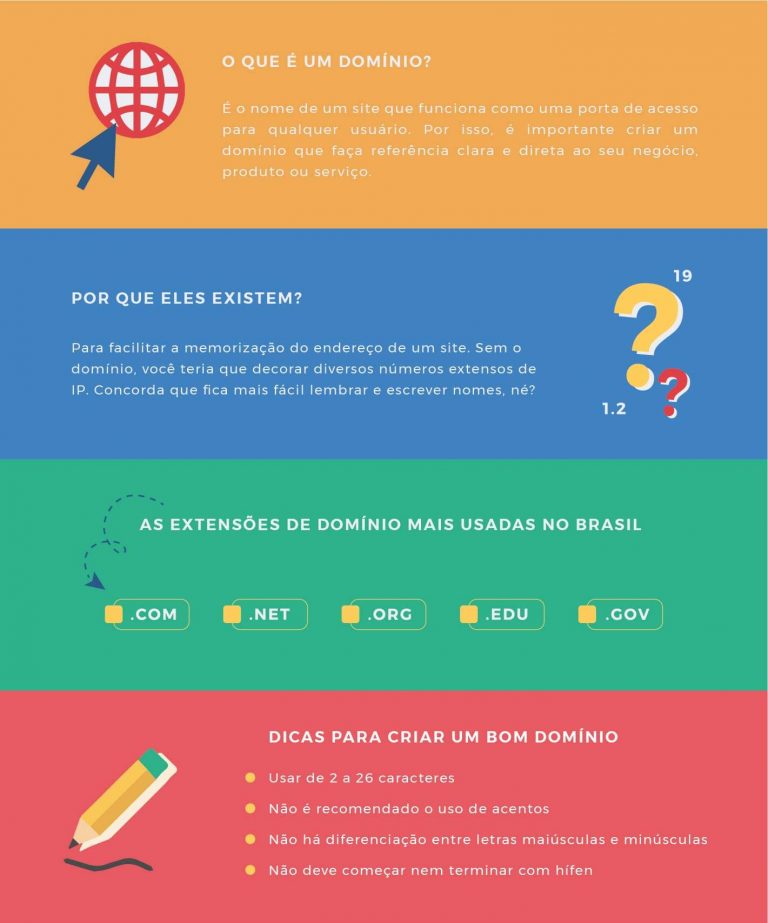 O QUE É UM DOMÍNIO?
É o nome de um site que funciona como uma porta de acesso
para qualquer usuário. Por isso, é importante criar um
domínio que faça referência clara e direta ao seu negócio,
produto ou serviço.
POR QUE ELES EXISTEM?
Para facilitar a memorização do endereço de um site. Sem o
domínio, você teria que decorar diversos números extensos de
IP. Concorda que fica mais fácil lembrar e escrever nomes, né?
19
1.2
AS EXTENSÕES DE DOMÍNIO MAIS USADAS NO BRASIL
.COM .NET .ORG .EDU .GOV
DICAS PARA CRIAR UM BOM DOMÍNIO
Usar de 2 a 26 caracteres
Não é recomendado o uso de acentos
Não há diferenciação entre letras maiúsculas e minúsculas
Não deve começar nem terminar com hífen